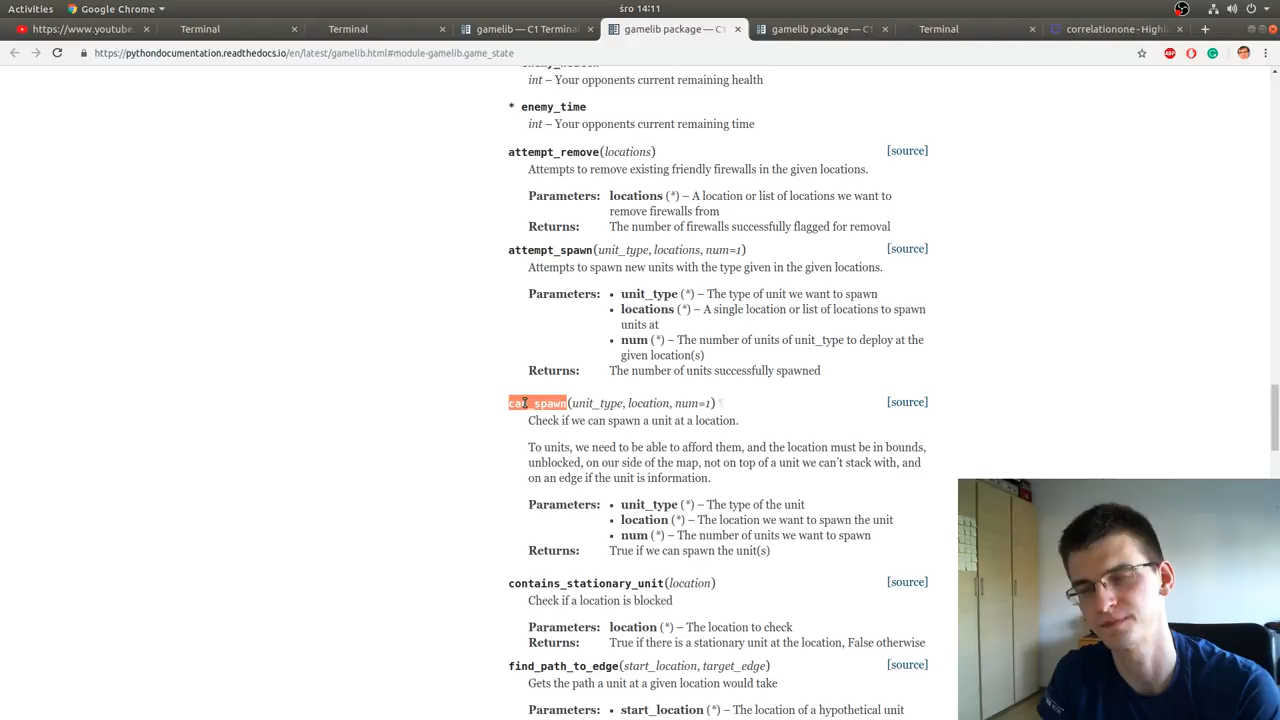 Activities
Google Chrome
śro 14:11
https://www.youtube.
Terminal
Terminal
gamelib — C1 Terminal
gamelib package — C1
gamelib package — C1
Terminal
correlationone - Highl
https://pythondocumentation.readthedocs.io/en/latest/gamelib.html#module-gamelib.game_state
int – Your opponents current remaining health
* enemy_time
int – Your opponents current remaining time
attempt_remove(locations) [source]
Attempts to remove existing friendly firewalls in the given locations.
Parameters: locations (*) – A location or list of locations we want to
remove firewalls from
Returns: The number of firewalls successfully flagged for removal
attempt_spawn(unit_type, locations, num=1) [source]
Attempts to spawn new units with the type given in the given locations.
Parameters: • unit_type (*) – The type of unit we want to spawn
• locations (*) – A single location or list of locations to spawn
units at
• num (*) – The number of units of unit_type to deploy at the
given location(s)
Returns: The number of units successfully spawned
can_spawn(unit_type, location, num=1) ¶ [source]
Check if we can spawn a unit at a location.
To units, we need to be able to afford them, and the location must be in bounds,
unblocked, on our side of the map, not on top of a unit we can't stack with, and
on an edge if the unit is information.
Parameters: • unit_type (*) – The type of the unit
• location (*) – The location we want to spawn the unit
• num (*) – The number of units we want to spawn
Returns: True if we can spawn the unit(s)
contains_stationary_unit(location) [source]
Check if a location is blocked
Parameters: location (*) – The location to check
Returns: True if there is a stationary unit at the location, False otherwise
find_path_to_edge(start_location, target_edge) [source]
Gets the path a unit at a given location would take
Parameters: • start_location (*) – The location of a hypothetical unit